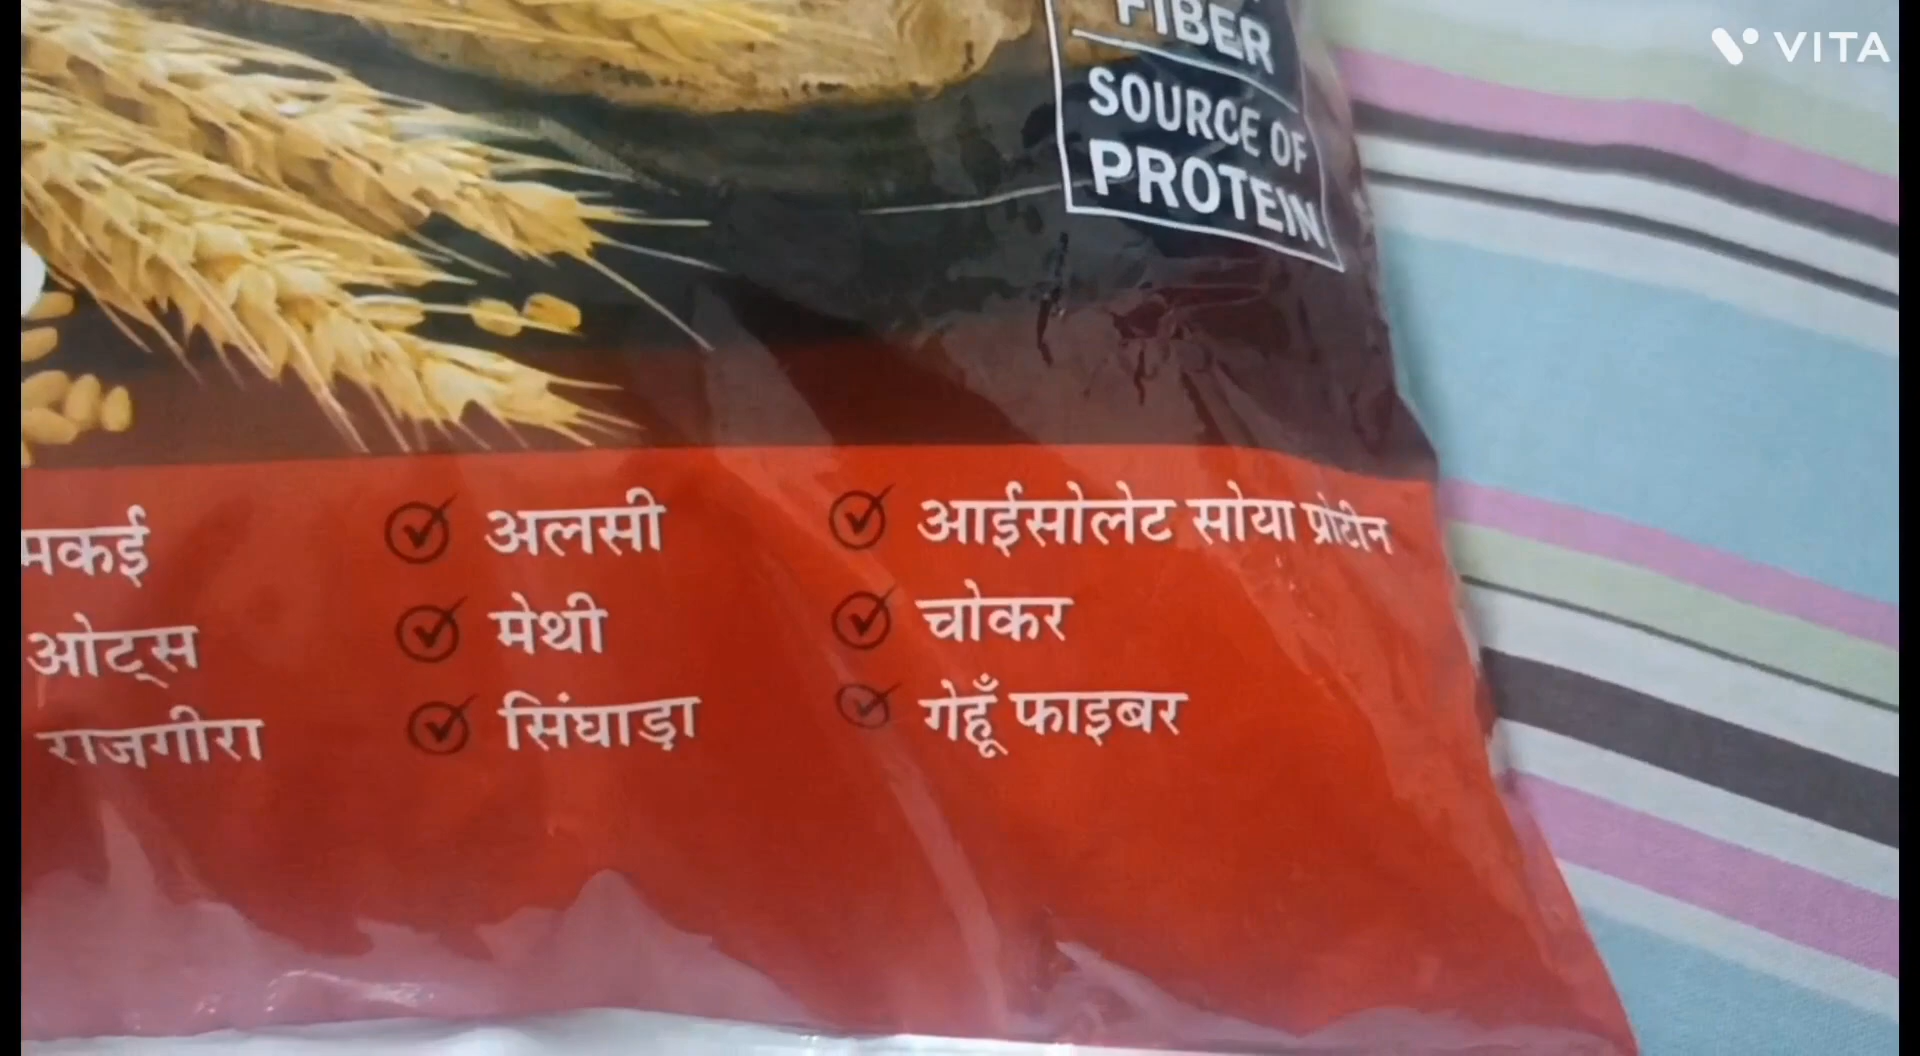 VITA
FIBER
SOURCE OF
PROTEIN
मकई
अलसी
आईसोलेट सोया प्रोटीन
ओट्स
मेथी
चोकर
राजगीरा
सिंघाड़ा
गेहूँ फाइबर